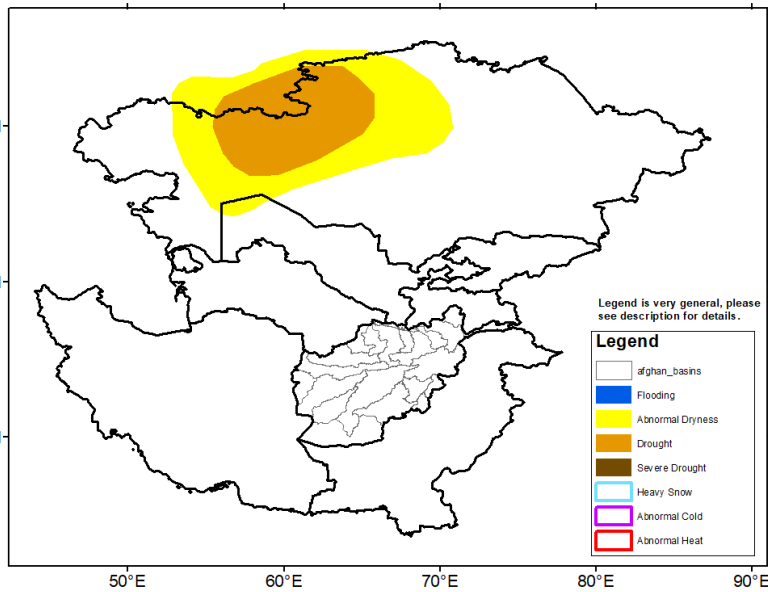 Legend is very general, please
see description for details.
Legend
afghan_basins
Flooding
Abnormal Dryness
Drought
Severe Drought
Heavy Snow
Abnormal Cold
Abnormal Heat
50°E 60°E 70°E 80°E 90°E